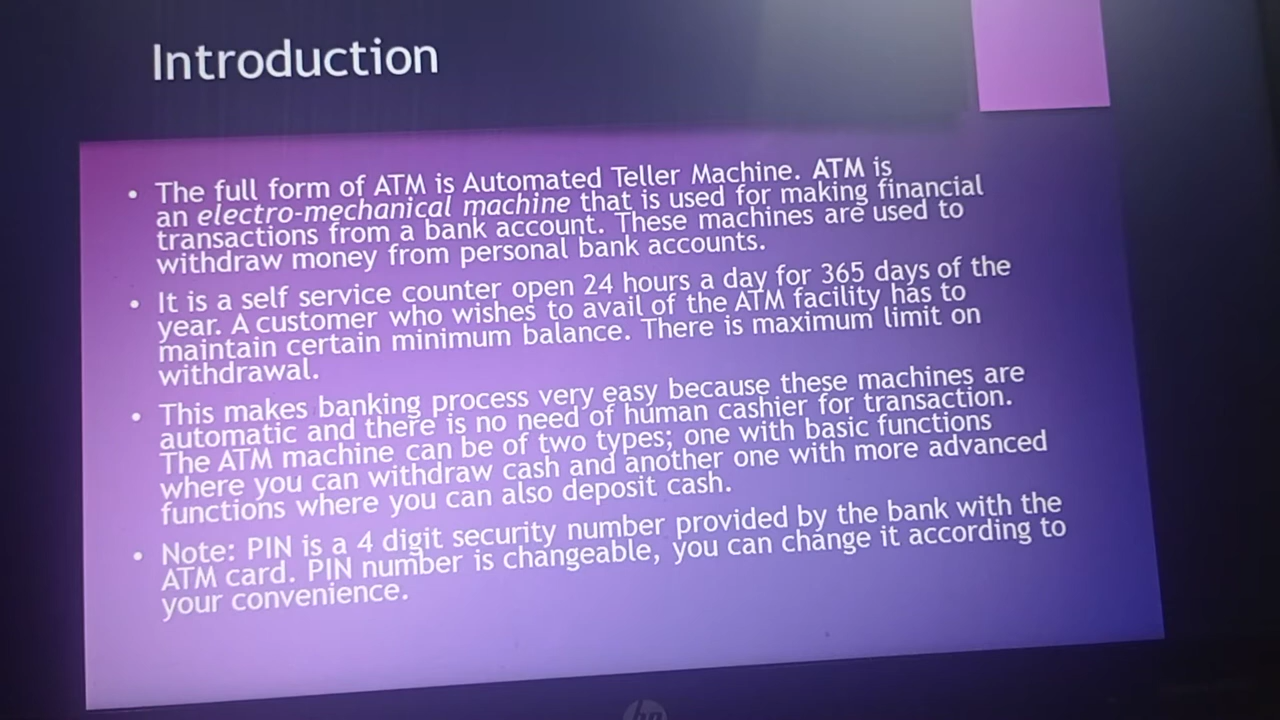 Introduction
• The full form of ATM is Automated Teller Machine. ATM is
an electro-mechanical machine that is used for making financial
transactions from a bank account. These machines are used to
withdraw money from personal bank accounts.
• It is a self service counter open 24 hours a day for 365 days of the
year. A customer who wishes to avail of the ATM facility has to
maintain certain minimum balance. There is maximum limit on
withdrawal.
• This makes banking process very easy because these machines are
automatic and there is no need of human cashier for transaction.
The ATM machine can be of two types; one with basic functions
where you can withdraw cash and another one with more advanced
functions where you can also deposit cash.
• Note: PIN is a 4 digit security number provided by the bank with the
ATM card. PIN number is changeable, you can change it according to
your convenience.
hp